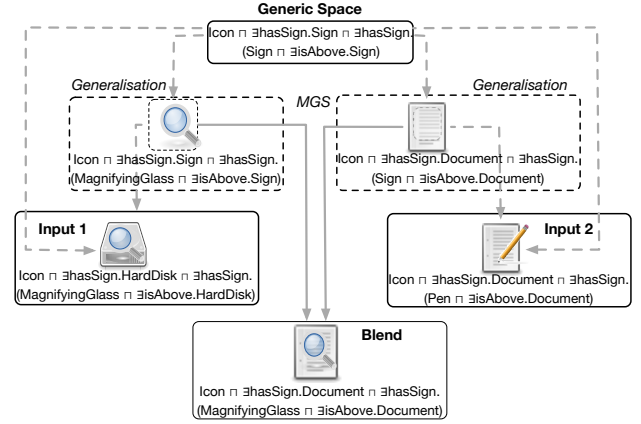 Generic Space
Icon ⊓ ∃hasSign.Sign ⊓ ∃hasSign.
(Sign ⊓ ∃isAbove.Sign)
Generalisation
MGS
Generalisation
Icon ⊓ ∃hasSign.Sign ⊓ ∃hasSign.
(MagnifyingGlass ⊓ ∃isAbove.Sign)
Icon ⊓ ∃hasSign.Document ⊓ ∃hasSign.
(Sign ⊓ ∃isAbove.Document)
Input 1
Icon ⊓ ∃hasSign.HardDisk ⊓ ∃hasSign.
(MagnifyingGlass ⊓ ∃isAbove.HardDisk)
Input 2
Icon ⊓ ∃hasSign.Document ⊓ ∃hasSign.
(Pen ⊓ ∃isAbove.Document)
Blend
Icon ⊓ ∃hasSign.Document ⊓ ∃hasSign.
(MagnifyingGlass ⊓ ∃isAbove.Document)